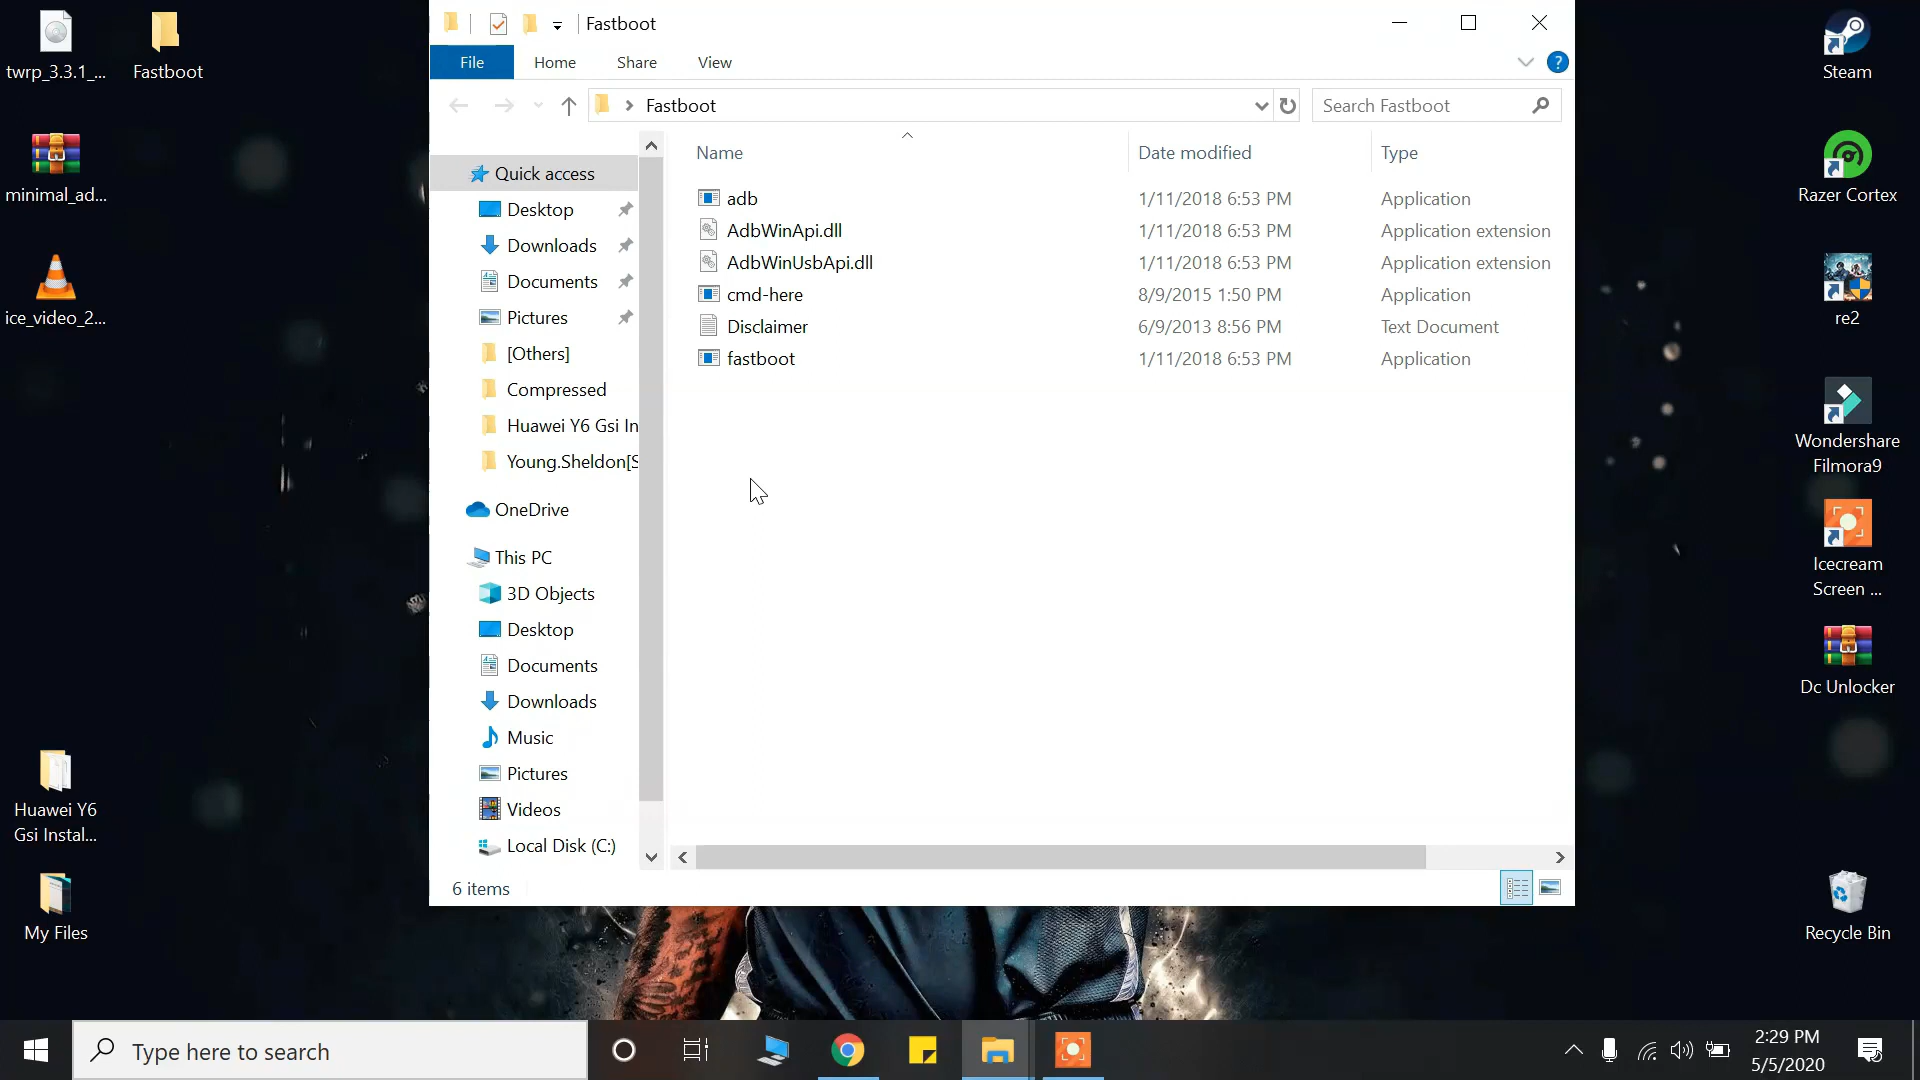 twrp_3.3.1_...
Fastboot
minimal_ad...
ice_video_2...
Huawei Y6
Gsi Instal...
My Files
Fastboot
File
Home
Share
View
?
Fastboot
Search Fastboot
Quick access
Desktop
Downloads
Documents
Pictures
[Others]
Compressed
Huawei Y6 Gsi In
Young.Sheldon[S
OneDrive
This PC
3D Objects
Desktop
Documents
Downloads
Music
Pictures
Videos
Local Disk (C:)
Name Date modified Type
adb 1/11/2018 6:53 PM Application
AdbWinApi.dll 1/11/2018 6:53 PM Application extension
AdbWinUsbApi.dll 1/11/2018 6:53 PM Application extension
cmd-here 8/9/2015 1:50 PM Application
Disclaimer 6/9/2013 8:56 PM Text Document
fastboot 1/11/2018 6:53 PM Application
6 items
Steam
Razer Cortex
re2
Wondershare
Filmora9
Icecream
Screen ...
Dc Unlocker
Recycle Bin
Type here to search
2:29 PM
5/5/2020